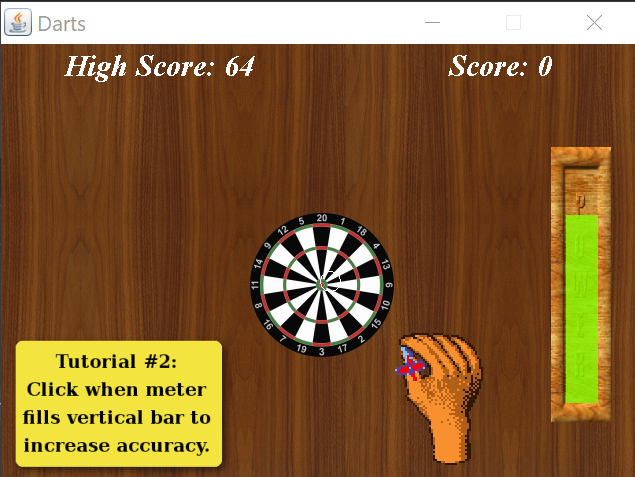 Darts
High Score: 64
Score: 0
POWER
20
1
18
4
13
6
10
15
2
17
3
19
7
16
8
11
14
9
12
5
Tutorial #2:
Click when meter
fills vertical bar to
increase accuracy.